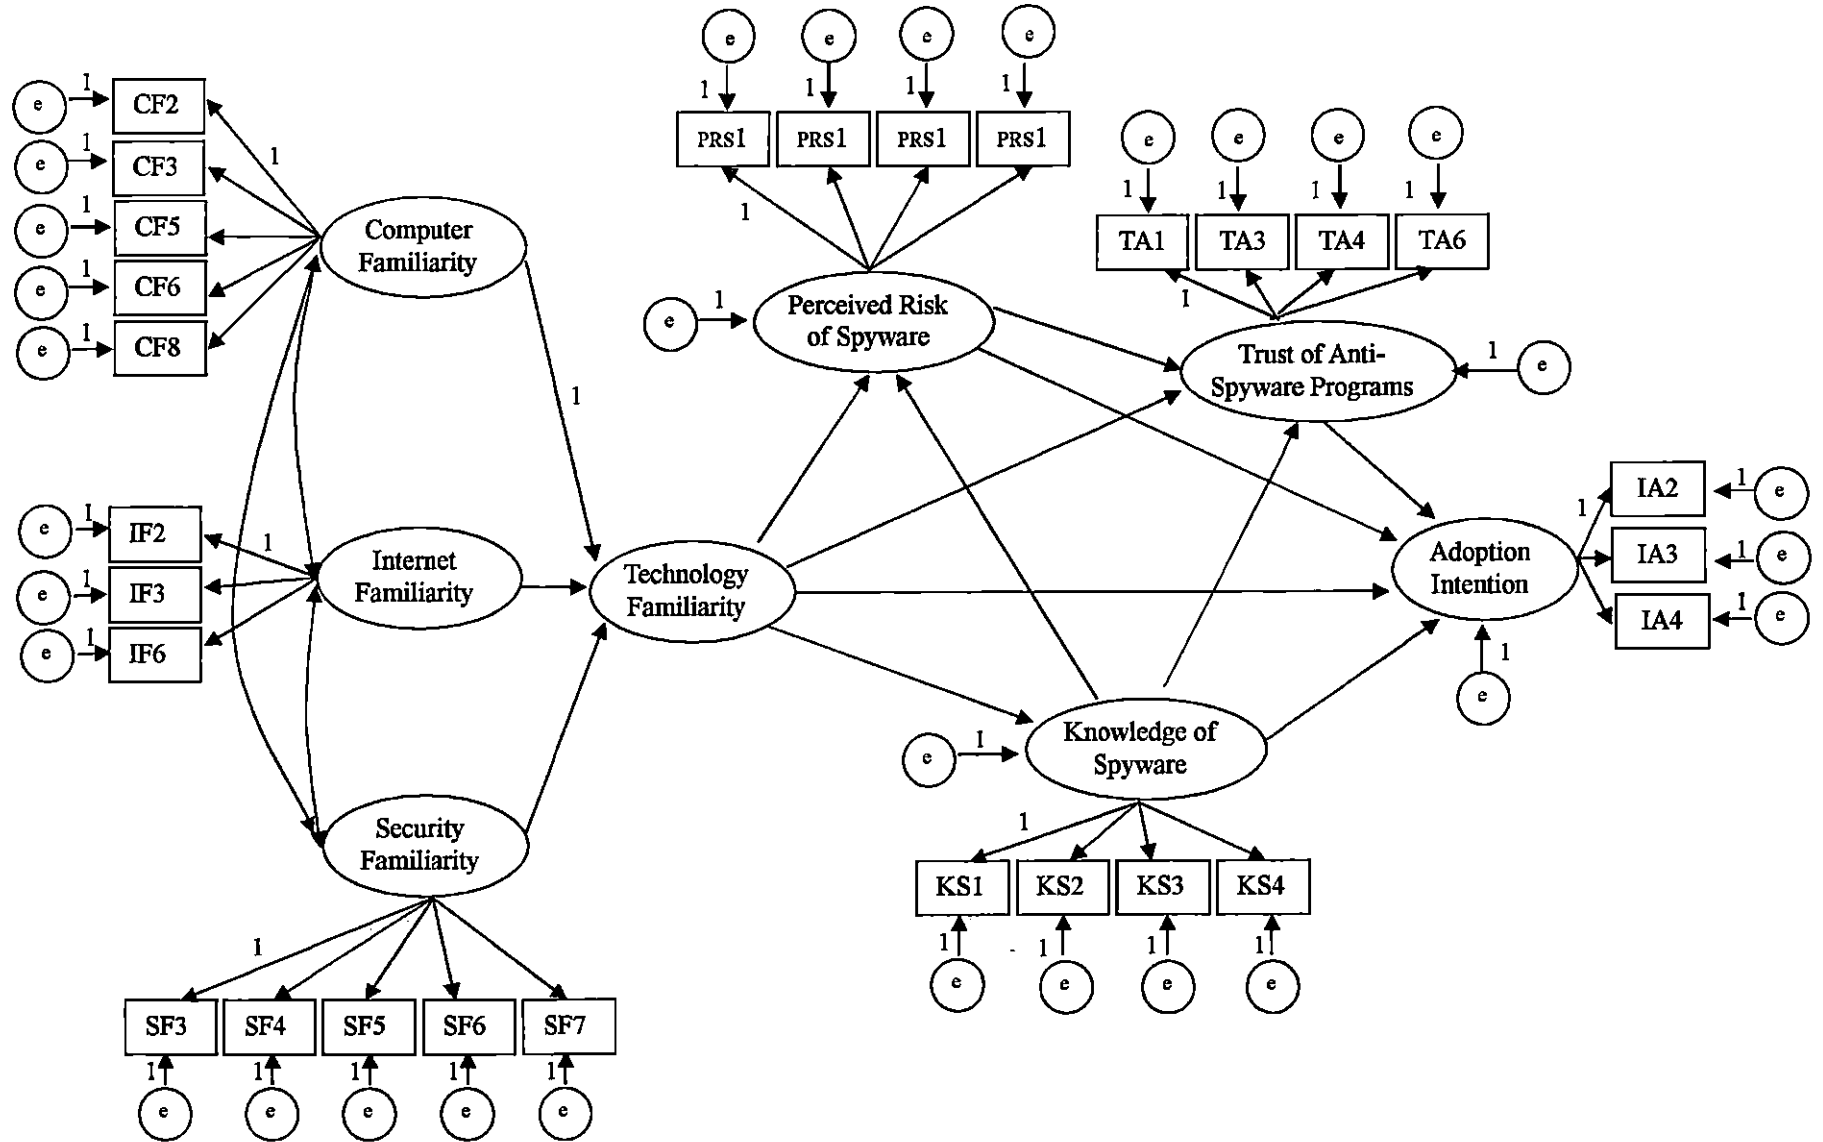 e e e e
1 1 1 1
PRS1 PRS1 PRS1 PRS1
1
e 1 CF2
e 1 CF3
e 1 CF5
e 1 CF6
e 1 CF8
1
Computer
Familiarity
1
e e e e
1 1 1 1
TA1 TA3 TA4 TA6
1
e 1
Perceived Risk
of Spyware
Trust of Anti-
Spyware Programs
1 e
e 1 IF2
e 1 IF3
e 1 IF6
1
Internet
Familiarity
Technology
Familiarity
Adoption
Intention
1
IA2 1 e
IA3 1 e
IA4 1 e
1
e
e 1
Knowledge of
Spyware
1
KS1 KS2 KS3 KS4
1 1 1 1
e e e e
Security
Familiarity
1
SF3 SF4 SF5 SF6 SF7
1 1 1 1 1
e e e e e